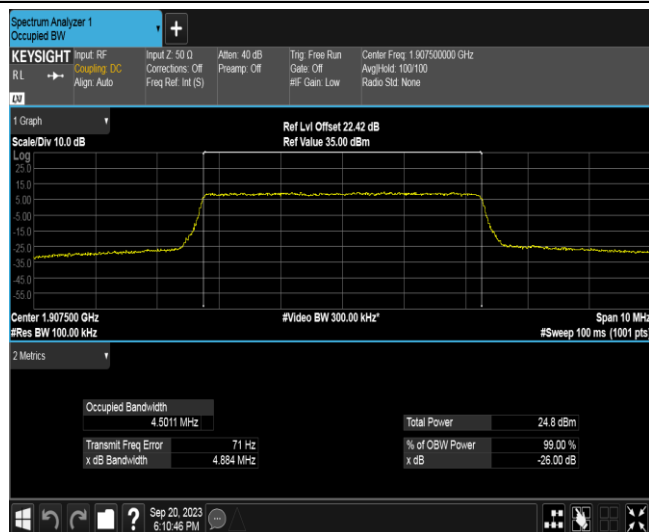 Spectrum Analyzer 1
Occupied BW
KEYSIGHT
Input: RF
Coupling: DC
Align: Auto
Input Z: 50 Ω
Corrections: Off
Freq Ref: Int (S)
Atten: 40 dB
Preamp: Off
Trig: Free Run
Gate: Off
#IF Gain: Low
Center Freq: 1.907500000 GHz
Avg|Hold: 100/100
Radio Std: None
RL
LXI
1 Graph
Scale/Div 10.0 dB
Ref Lvl Offset 22.42 dB
Ref Value 35.00 dBm
Log
25.0
15.0
5.00
-5.00
-15.0
-25.0
-35.0
-45.0
-55.0
Center 1.907500 GHz
#Res BW 100.00 kHz
#Video BW 300.00 kHz*
Span 10 MHz
#Sweep 100 ms (1001 pts)
2 Metrics
Occupied Bandwidth
4.5011 MHz
Transmit Freq Error 71 Hz
x dB Bandwidth 4.884 MHz
Total Power 24.8 dBm
% of OBW Power 99.00 %
x dB -26.00 dB
?
Sep 20, 2023
6:10:46 PM